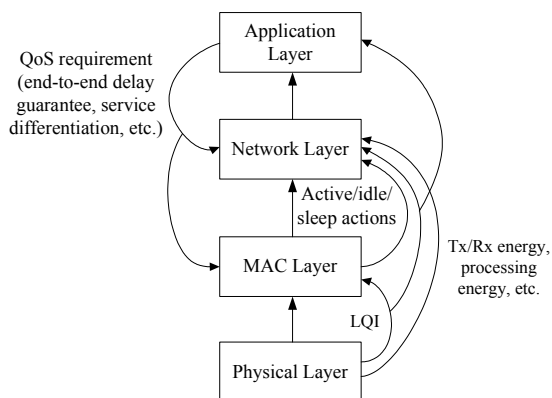 Application
Layer
QoS requirement
(end-to-end delay
guarantee, service
differentiation, etc.)
Network Layer
Active/idle/
sleep actions
Tx/Rx energy,
processing
energy, etc.
MAC Layer
LQI
Physical Layer